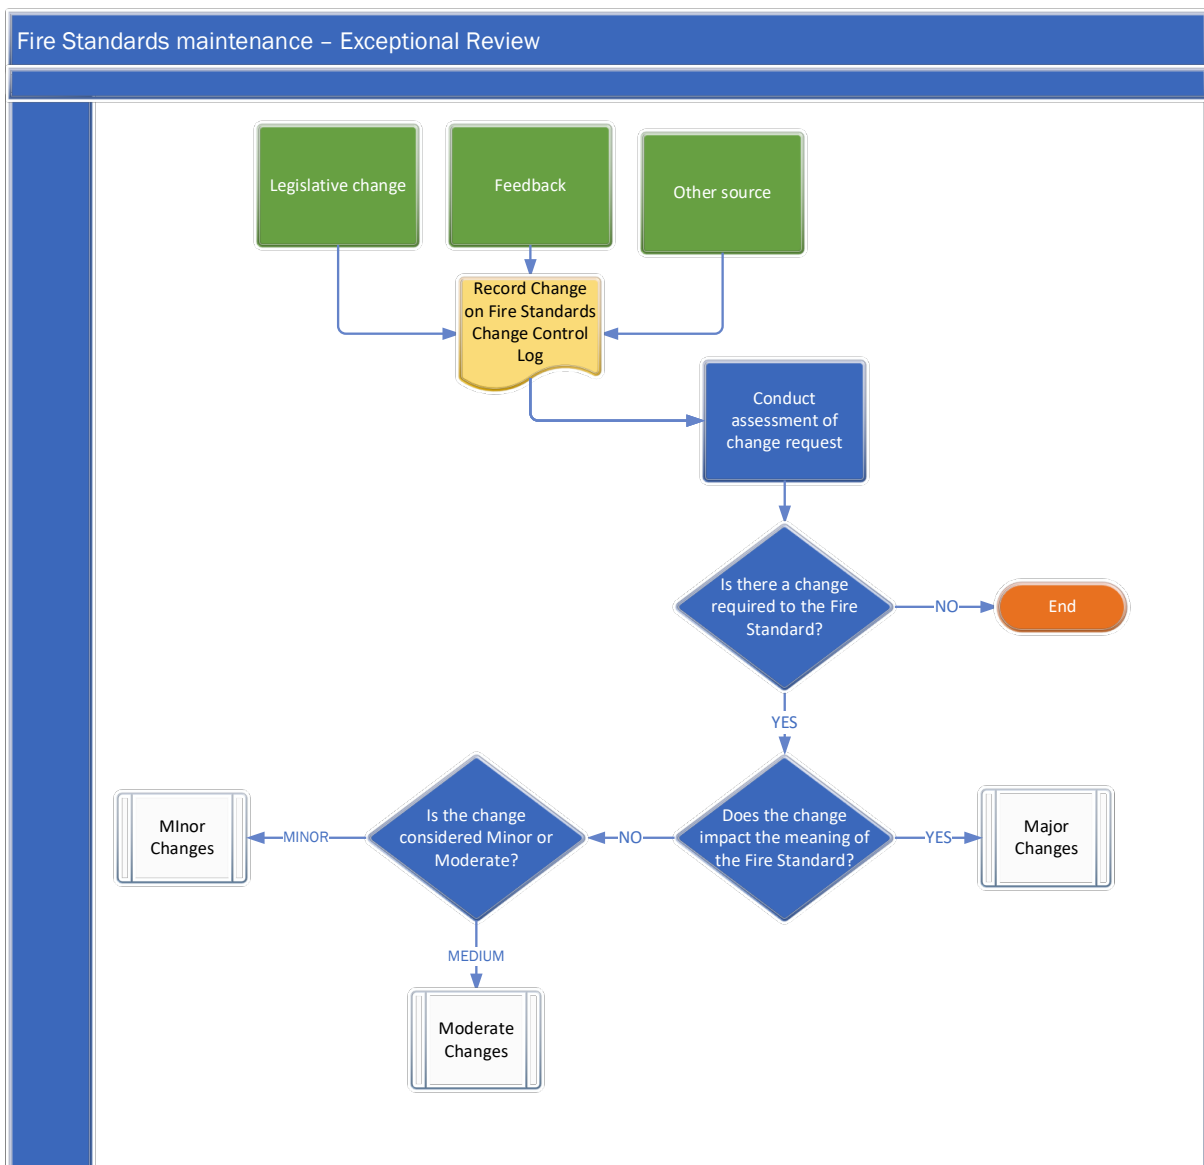 Fire Standards maintenance – Exceptional Review
Legislative change
Feedback
Other source
Record Change
on Fire Standards
Change Control
Log
Conduct
assessment of
change request
Is there a change
required to the Fire
Standard?
NO
End
YES
Is the change
considered Minor or
Moderate?
Does the change
impact the meaning of
the Fire Standard?
MInor
Changes
MINOR
NO
YES
Major
Changes
MEDIUM
Moderate
Changes